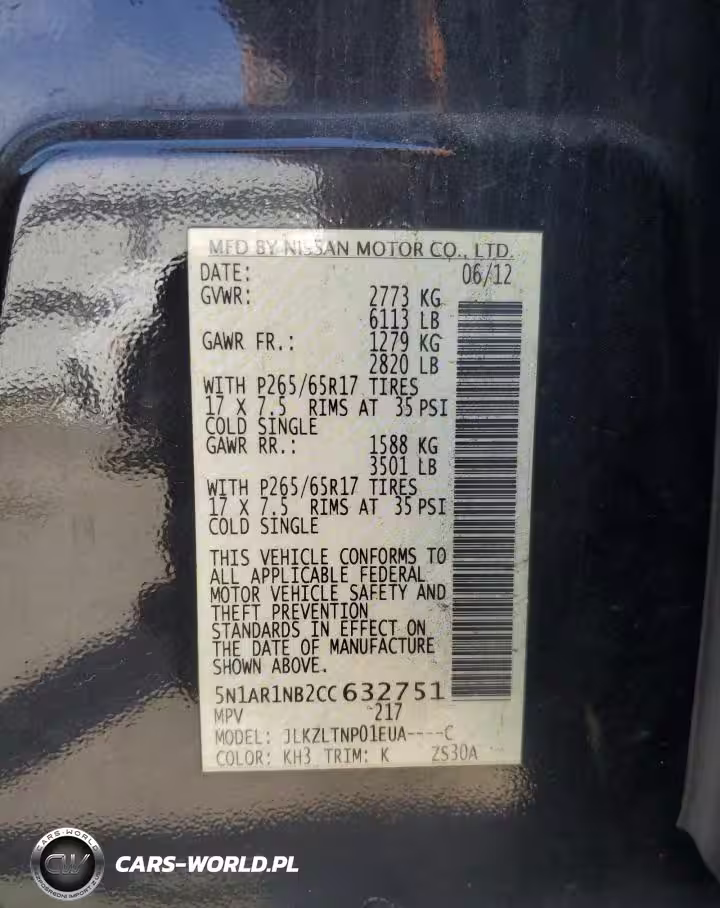 MFD BY NISSAN MOTOR CO., LTD.
DATE: 06/12
GVWR: 2773 KG
6113 LB
GAWR FR.: 1279 KG
2820 LB
WITH P265/65R17 TIRES
17 X 7.5 RIMS AT 35 PSI
COLD SINGLE
GAWR RR.: 1588 KG
3501 LB
WITH P265/65R17 TIRES
17 X 7.5 RIMS AT 35 PSI
COLD SINGLE
THIS VEHICLE CONFORMS TO
ALL APPLICABLE FEDERAL
MOTOR VEHICLE SAFETY AND
THEFT PREVENTION
STANDARDS IN EFFECT ON
THE DATE OF MANUFACTURE
SHOWN ABOVE.
5N1AR1NB2CC632751
MPV 217
MODEL: JLKZLTNP01EUA----C
COLOR: KH3 TRIM: K ZS30A
CARS-WORLD
CW
CARS-WORLD.PL